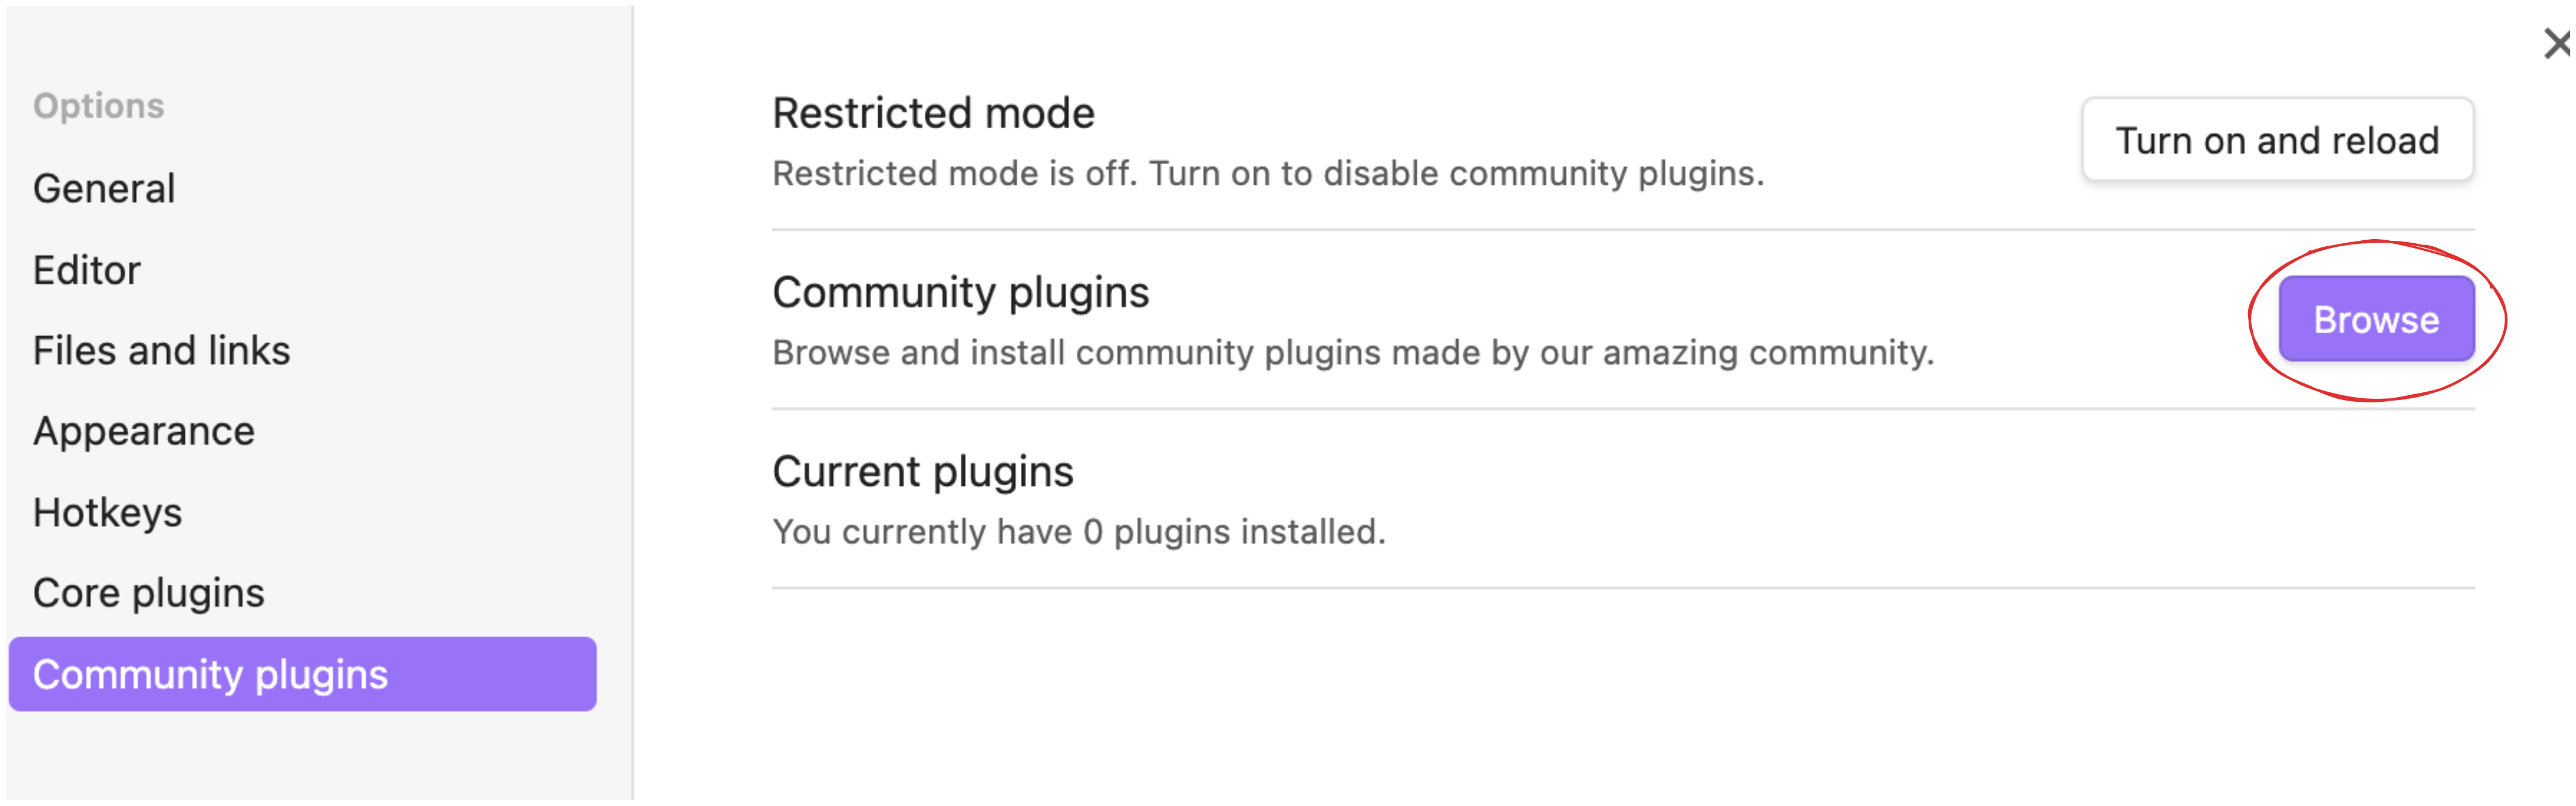 Options
General
Editor
Files and links
Appearance
Hotkeys
Core plugins
Community plugins
Restricted mode
Restricted mode is off. Turn on to disable community plugins.
Turn on and reload
Community plugins
Browse and install community plugins made by our amazing community.
Browse
Current plugins
You currently have 0 plugins installed.